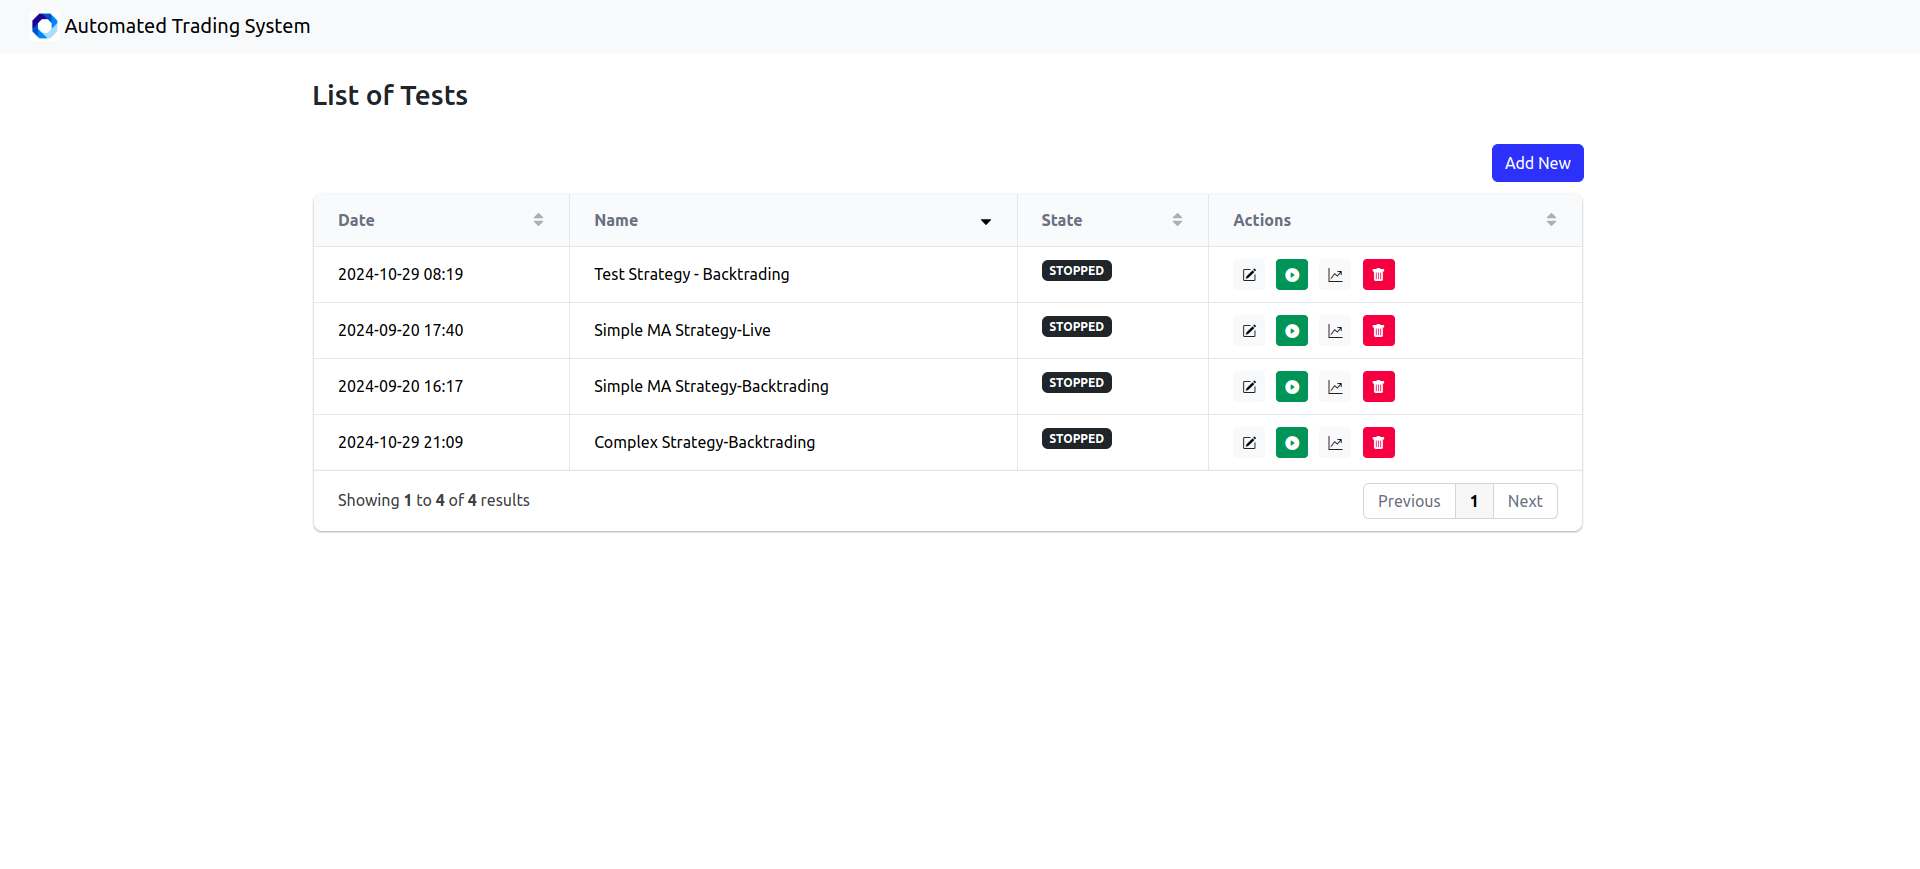 Automated Trading System
List of Tests
Add New
Date Name State Actions
2024-10-29 08:19 Test Strategy - Backtrading STOPPED
2024-09-20 17:40 Simple MA Strategy-Live STOPPED
2024-09-20 16:17 Simple MA Strategy-Backtrading STOPPED
2024-10-29 21:09 Complex Strategy-Backtrading STOPPED
Showing 1 to 4 of 4 results Previous 1 Next